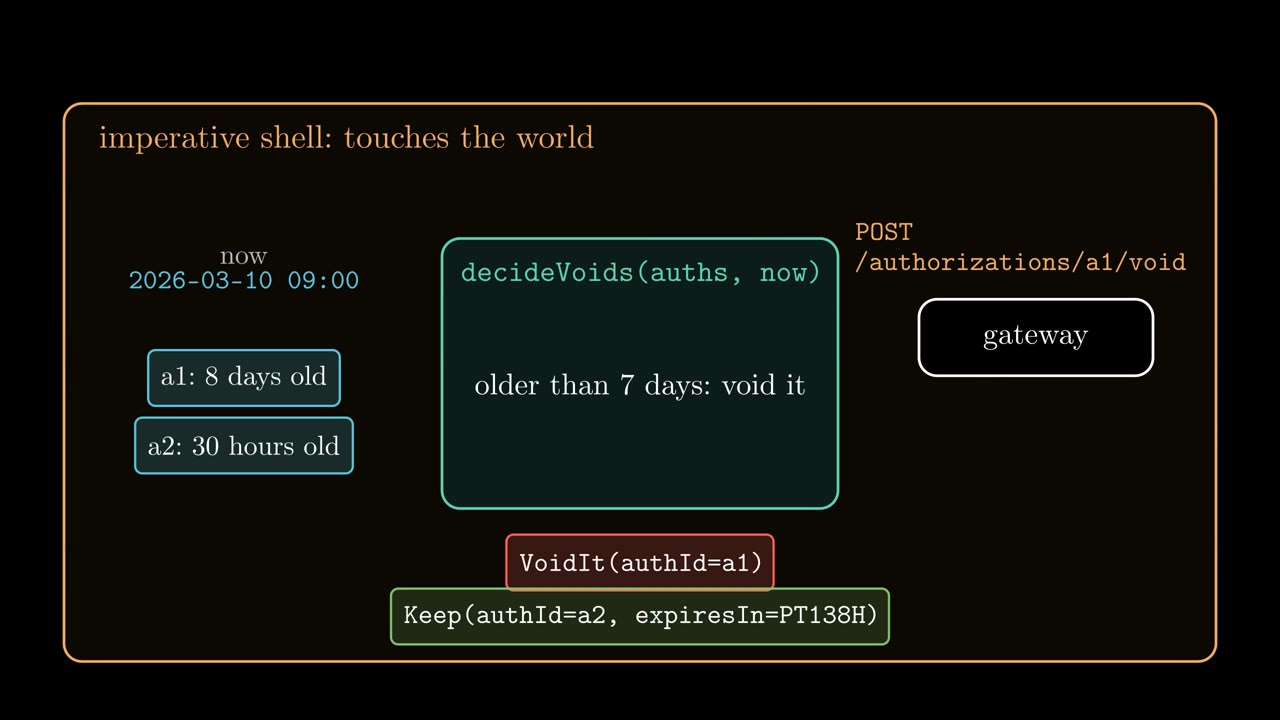 imperative shell: touches the world
now
2026-03-10 09:00
a1: 8 days old
a2: 30 hours old
decideVoids(auths, now)
older than 7 days: void it
POST
/authorizations/a1/void
gateway
VoidIt(authId=a1)
Keep(authId=a2, expiresIn=PT138H)